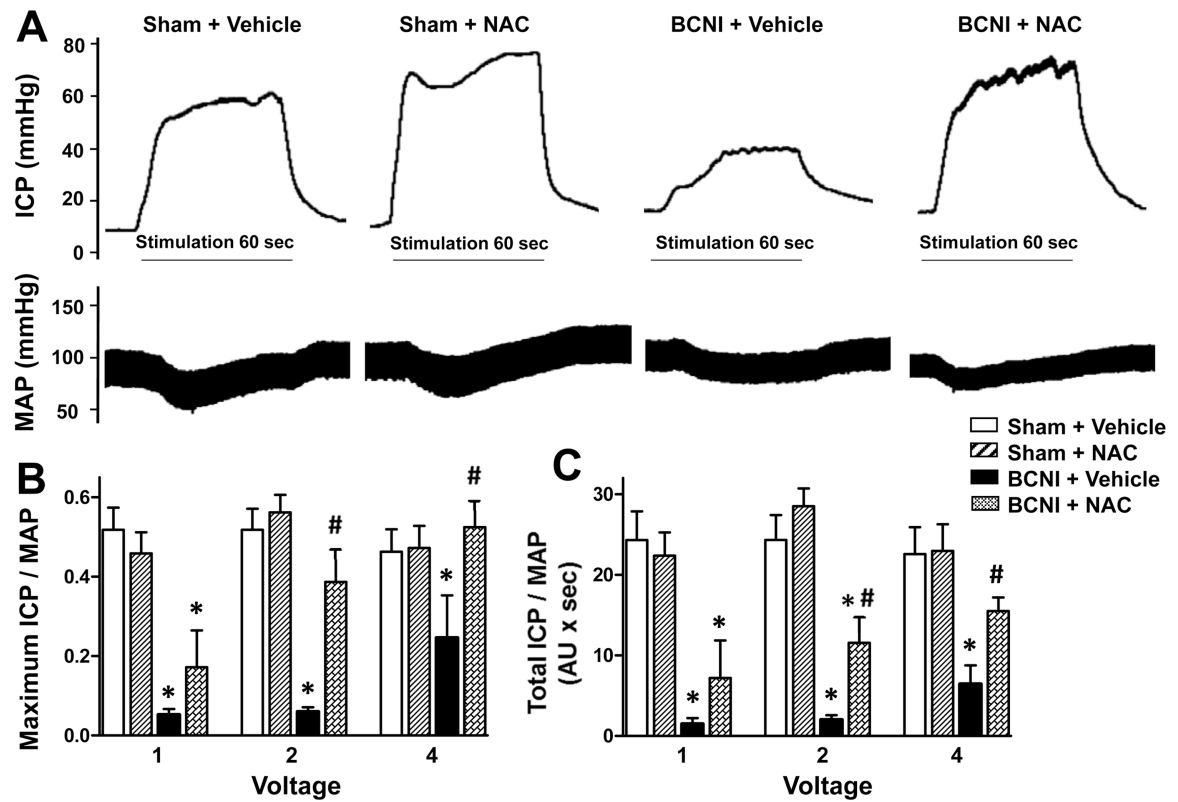 A
Sham + Vehicle
Sham + NAC
BCNI + Vehicle
BCNI + NAC
ICP (mmHg)
80
60
40
20
0
Stimulation 60 sec
Stimulation 60 sec
Stimulation 60 sec
Stimulation 60 sec
MAP (mmHg)
150
100
50
Sham + Vehicle
Sham + NAC
BCNI + Vehicle
BCNI + NAC
B
Maximum ICP / MAP
0.6
0.4
0.2
0.0
*
*
*
#
*
#
1
2
4
Voltage
C
Total ICP / MAP
(AU x sec)
30
20
10
0
*
*
*
* #
*
#
1
2
4
Voltage